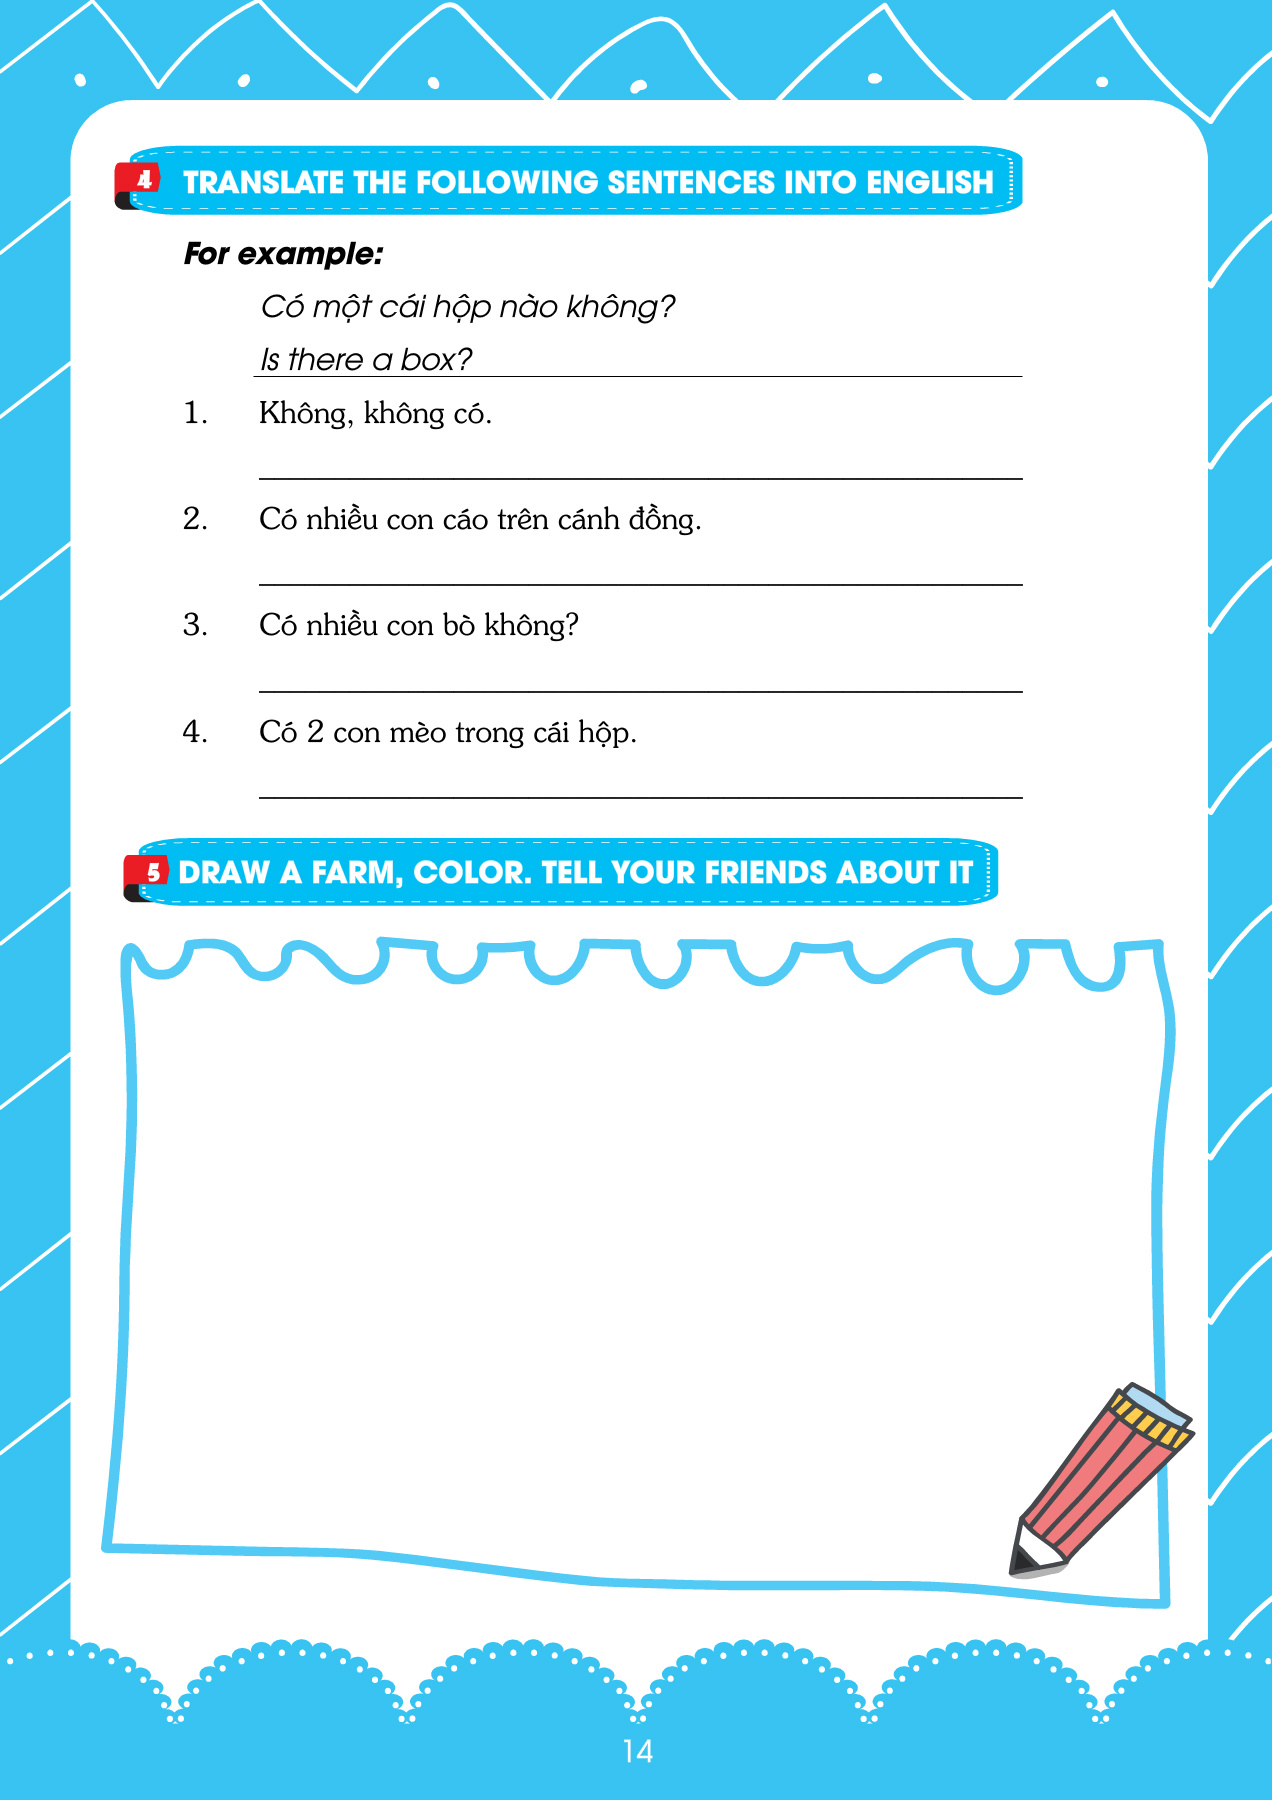 4 TRANSLATE THE FOLLOWING SENTENCES INTO ENGLISH
For example:
Có một cái hộp nào không?
Is there a box?
1. Không, không có.
2. Có nhiều con cáo trên cánh đồng.
3. Có nhiều con bò không?
4. Có 2 con mèo trong cái hộp.
5 DRAW A FARM, COLOR. TELL YOUR FRIENDS ABOUT IT
14